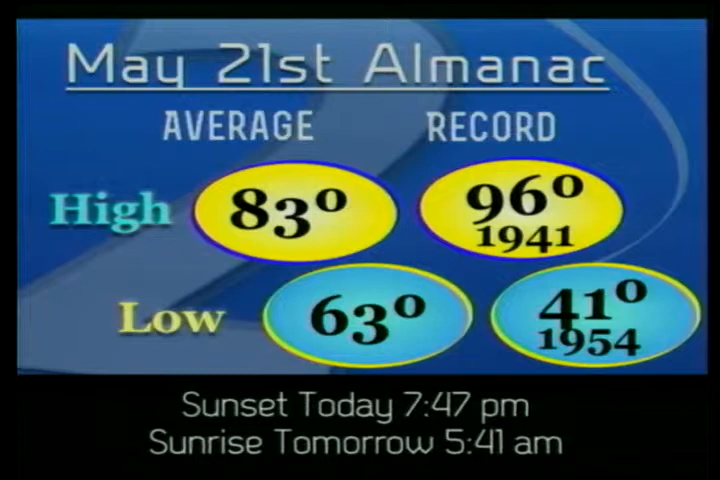 May 21st Almanac
AVERAGE RECORD
High 83° 96°
1941
Low 63° 41°
1954
Sunset Today 7:47 pm
Sunrise Tomorrow 5:41 am